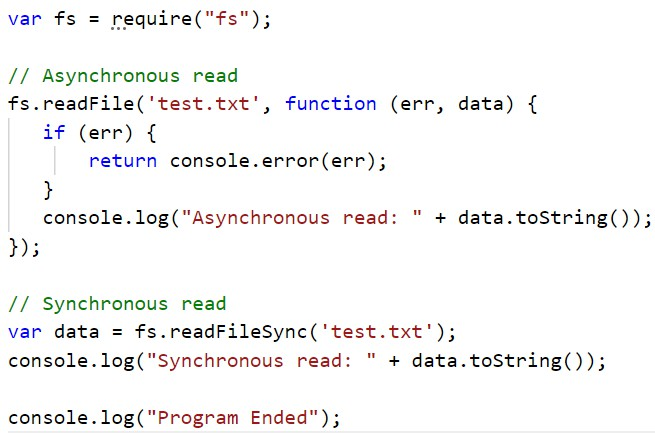 var fs = require("fs");
// Asynchronous read
fs.readFile('test.txt', function (err, data) {
if (err) {
return console.error(err);
}
console.log("Asynchronous read: " + data.toString());
});
// Synchronous read
var data = fs.readFileSync('test.txt');
console.log("Synchronous read: " + data.toString());
console.log("Program Ended");